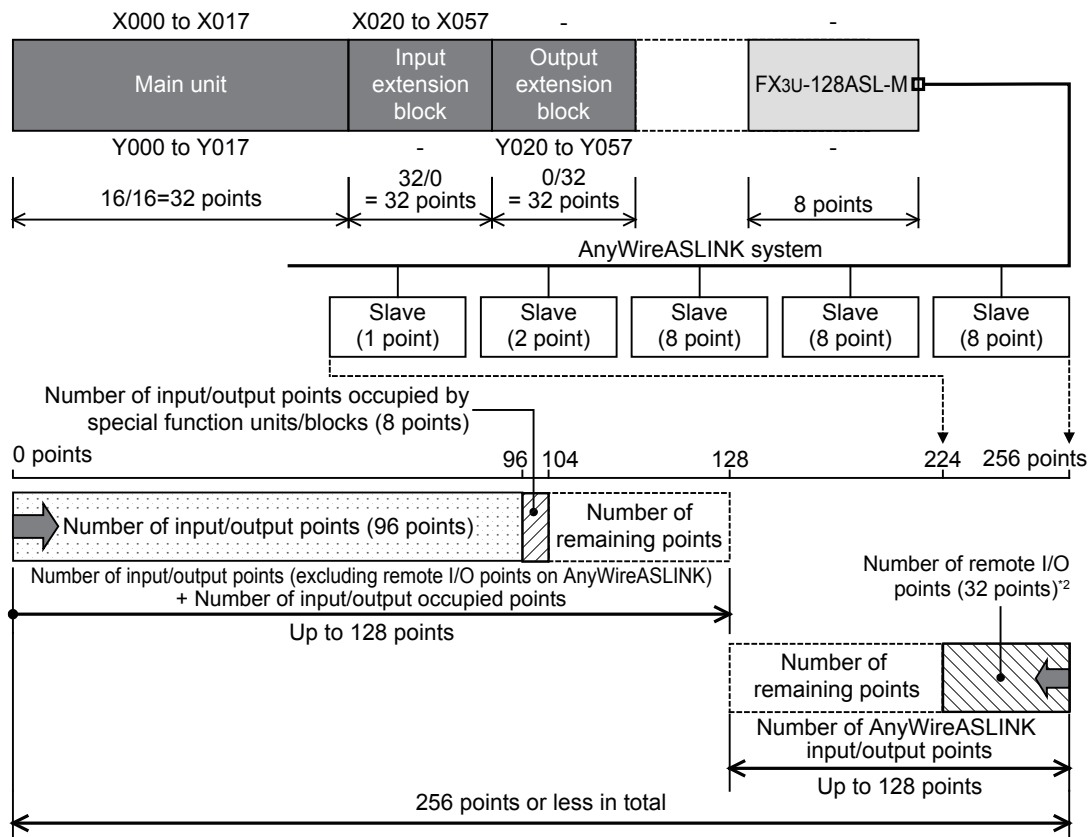 X000 to X017 X020 to X057 - -
Main unit
Input
extension
block
Output
extension
block
FX3U-128ASL-M
Y000 to Y017 - Y020 to Y057 -
16/16=32 points
32/0
= 32 points
0/32
= 32 points
8 points
AnyWireASLINK system
Slave
(1 point)
Slave
(2 point)
Slave
(8 point)
Slave
(8 point)
Slave
(8 point)
Number of input/output points occupied by
special function units/blocks (8 points)
0 points 96 104 128 224 256 points
Number of input/output points (96 points)
Number of
remaining points
Number of input/output points (excluding remote I/O points on AnyWireASLINK)
+ Number of input/output occupied points
Up to 128 points
Number of remote I/O
points (32 points)*2
Number of
remaining points
Number of AnyWireASLINK
input/output points
Up to 128 points
256 points or less in total